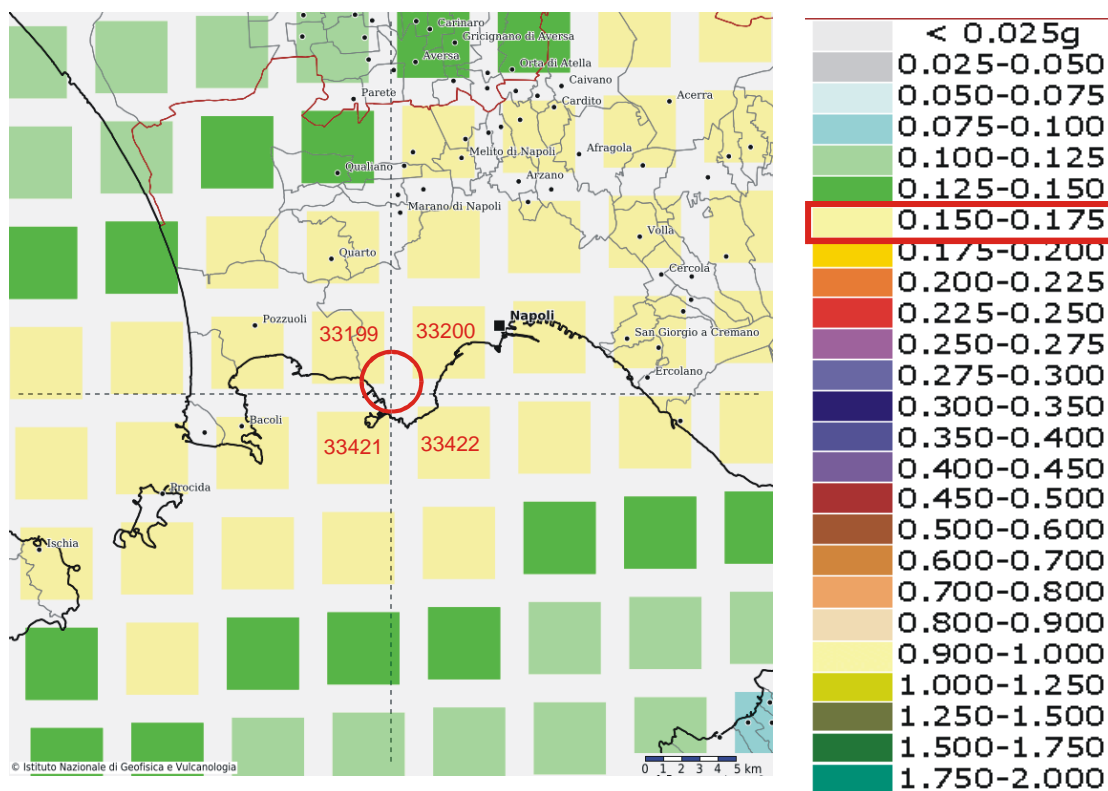 Carinaro
Gricignano di Aversa
Aversa
Orta di Atella
Caivano
Parete
Cardito
Acerra
Melito di Napoli
Afragola
Qualiano
Arzano
Marano di Napoli
Volla
Quarto
Cercola
Pozzuoli
Napoli
33199
33200
San Giorgio a Cremano
Ercolano
Bacoli
33421
33422
Procida
Ischia
© Istituto Nazionale di Geofisica e Vulcanologia
0 1 2 3 4 5 km
< 0.025g
0.025-0.050
0.050-0.075
0.075-0.100
0.100-0.125
0.125-0.150
0.150-0.175
0.175-0.200
0.200-0.225
0.225-0.250
0.250-0.275
0.275-0.300
0.300-0.350
0.350-0.400
0.400-0.450
0.450-0.500
0.500-0.600
0.600-0.700
0.700-0.800
0.800-0.900
0.900-1.000
1.000-1.250
1.250-1.500
1.500-1.750
1.750-2.000